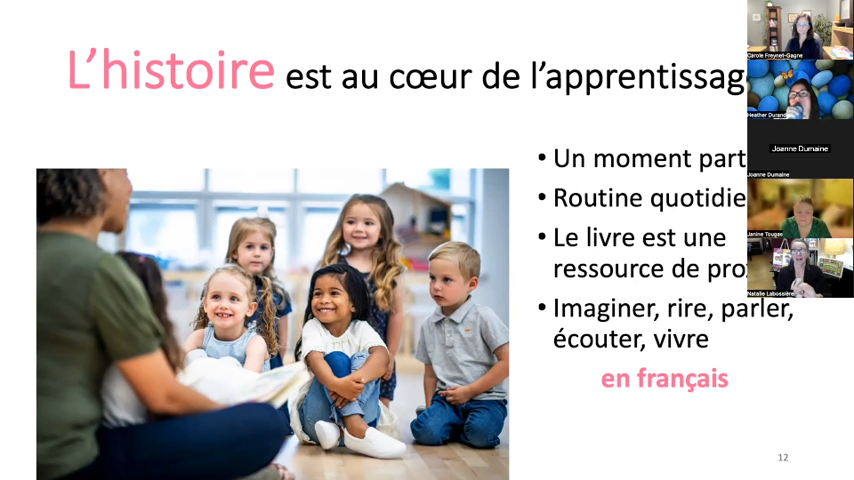 L'histoire est au cœur de l'apprentissag
• Un moment part
• Routine quotidie
• Le livre est une
ressource de pro
• Imaginer, rire, parler,
écouter, vivre
en français
12
Carole Freynet-Gagne
Heather Durand
Joanne Dumaine
Joanne Dumaine
Janine Tougas
Natalie Labossière